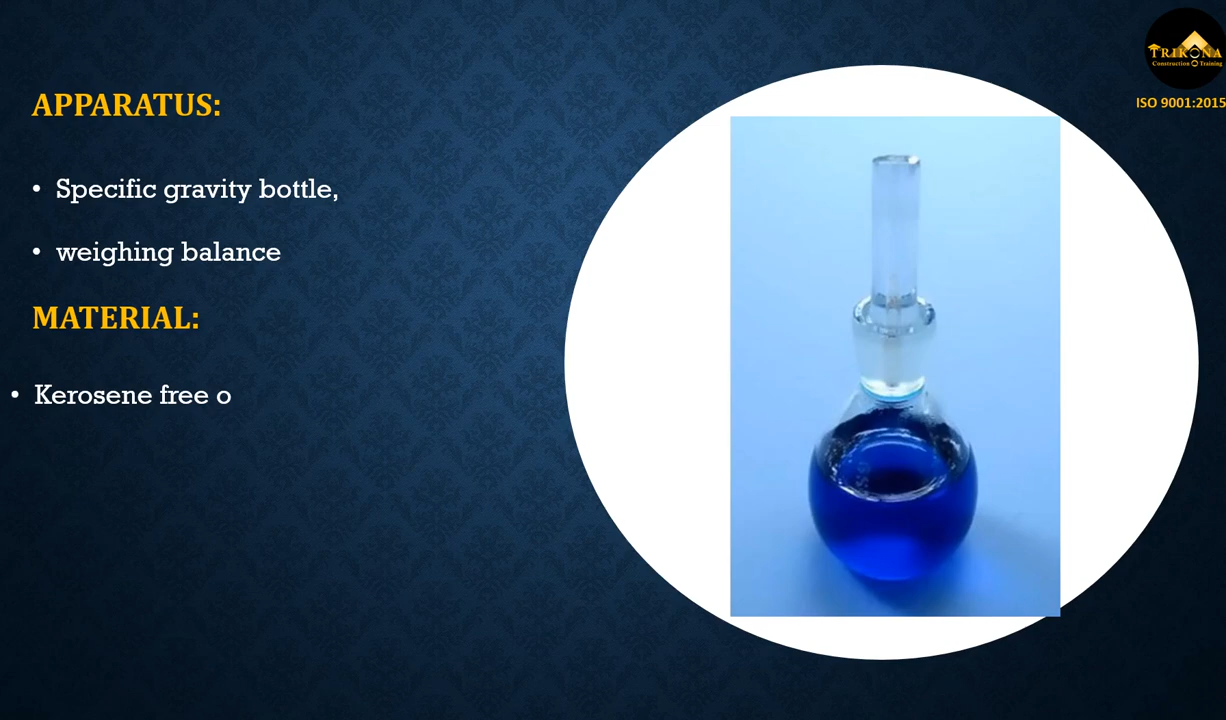 APPARATUS:
• Specific gravity bottle,
• weighing balance
MATERIAL:
• Kerosene free o
TRIKONA
Construction Training
ISO 9001:2015